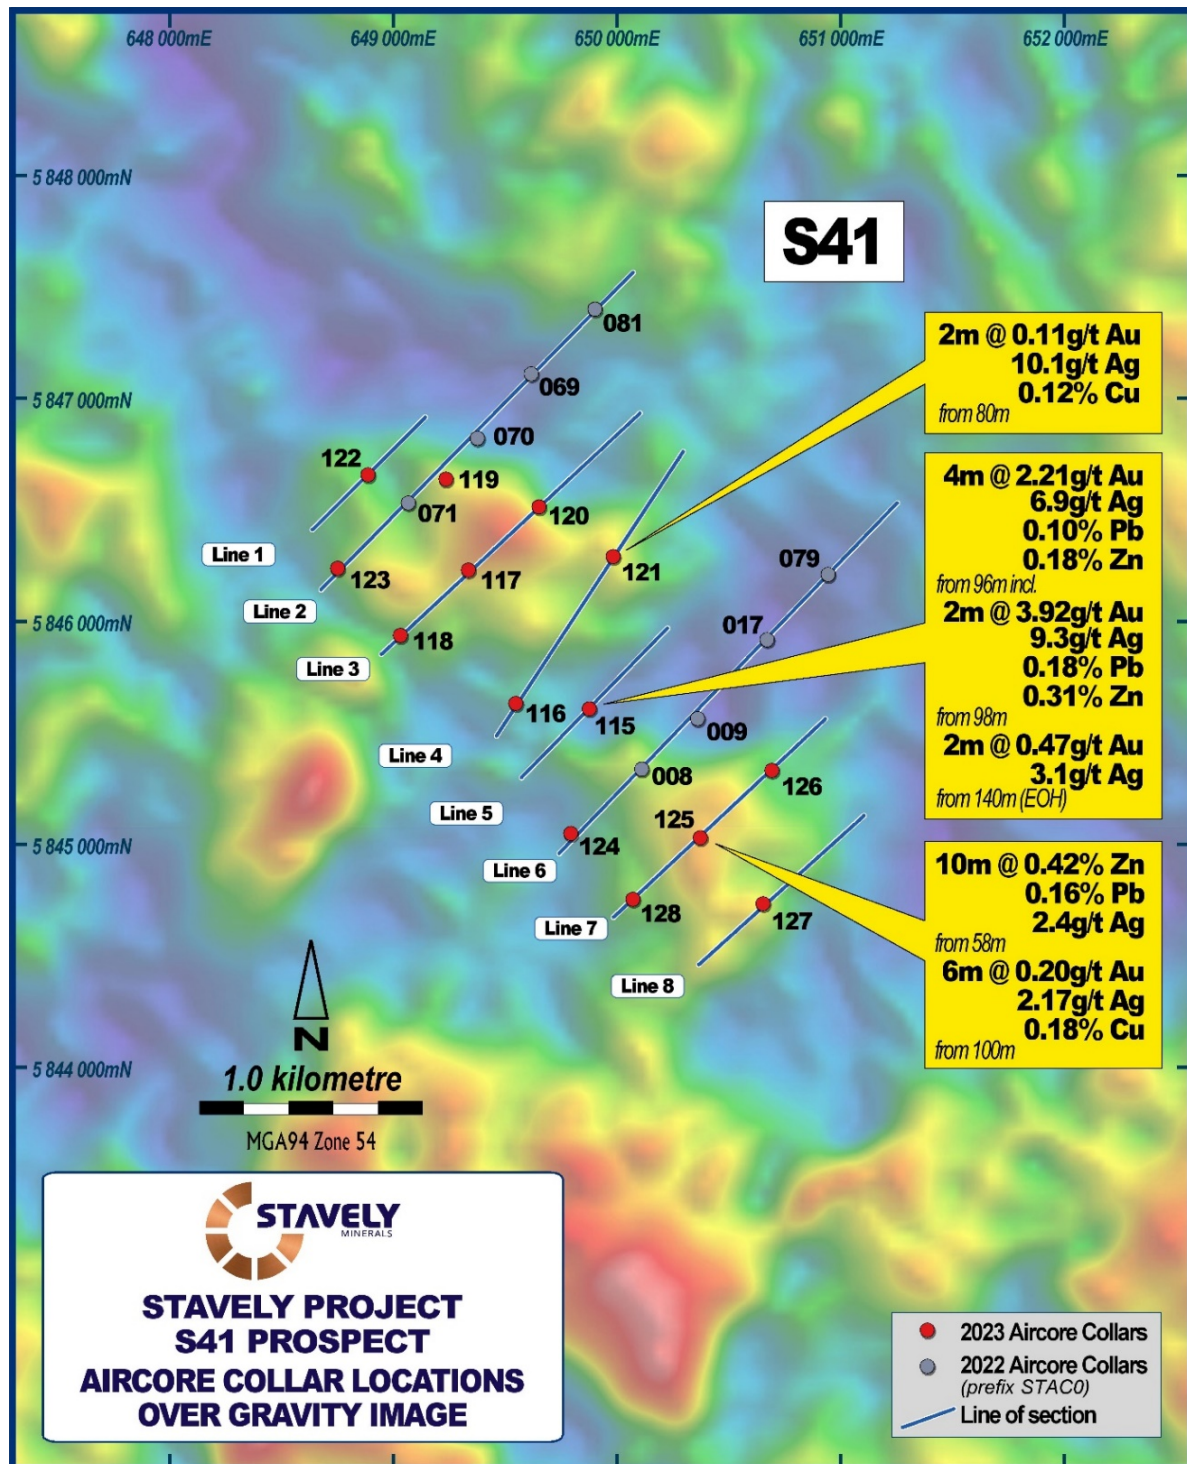 648 000mE
649 000mE
650 000mE
651 000mE
652 000mE
5 848 000mN
S41
081
2m @ 0.11g/t Au
10.1g/t Ag
0.12% Cu
from 80m
069
5 847 000mN
070
122
119
071
120
4m @ 2.21g/t Au
6.9g/t Ag
0.10% Pb
0.18% Zn
from 96m incl.
2m @ 3.92g/t Au
9.3g/t Ag
0.18% Pb
0.31% Zn
from 98m
2m @ 0.47g/t Au
3.1g/t Ag
from 140m (EOH)
Line 1
123
117
121
079
Line 2
5 846 000mN
118
017
Line 3
116
115
009
Line 4
008
126
Line 5
125
5 845 000mN
124
Line 6
10m @ 0.42% Zn
0.16% Pb
2.4g/t Ag
from 58m
6m @ 0.20g/t Au
2.17g/t Ag
0.18% Cu
from 100m
128
127
Line 7
Line 8
N
5 844 000mN
1.0 kilometre
MGA94 Zone 54
STAVELY
MINERALS
STAVELY PROJECT
S41 PROSPECT
AIRCORE COLLAR LOCATIONS
OVER GRAVITY IMAGE
2023 Aircore Collars
2022 Aircore Collars
(prefix STAC0)
Line of section